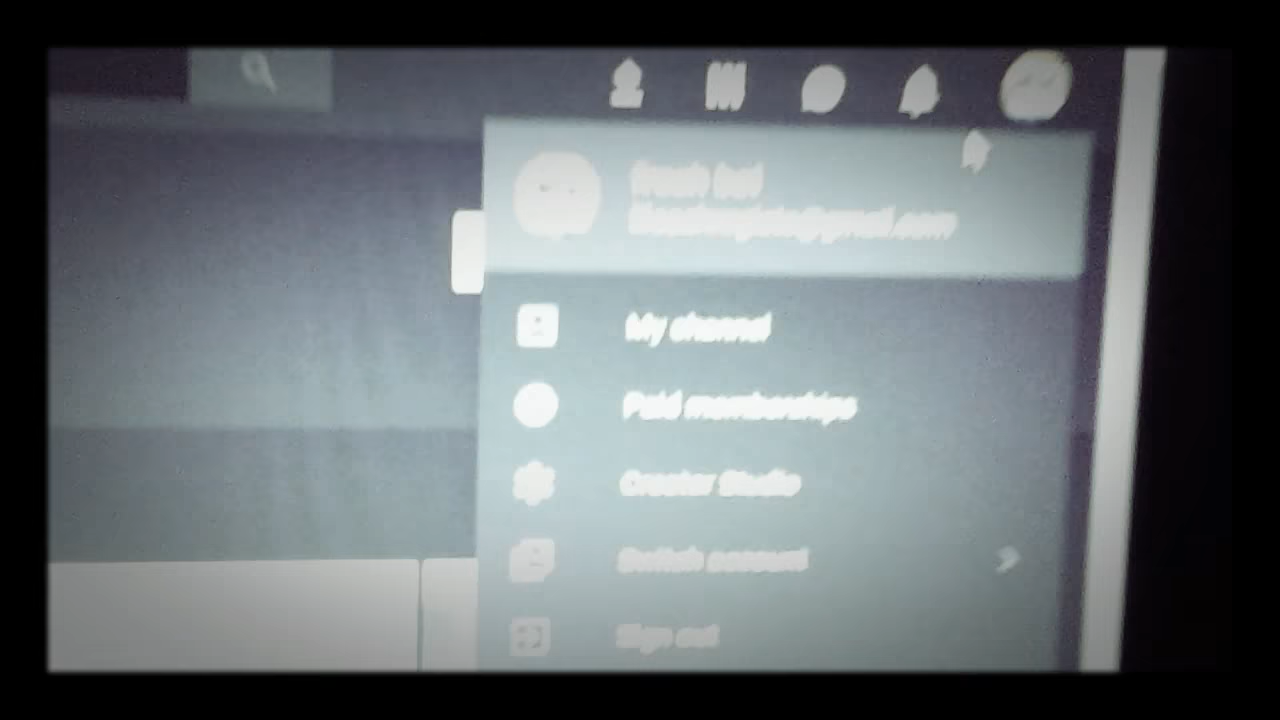 My channel
Paid memberships
Creator Studio
Switch account
Sign out